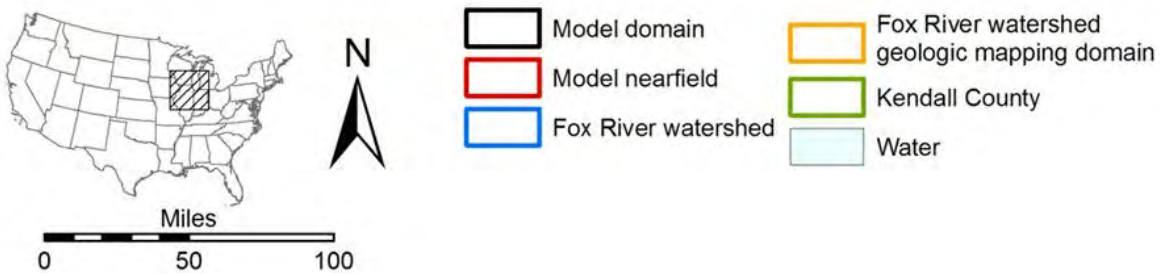 N
Miles
0 50 100
Model domain
Model nearfield
Fox River watershed
Fox River watershed
geologic mapping domain
Kendall County
Water